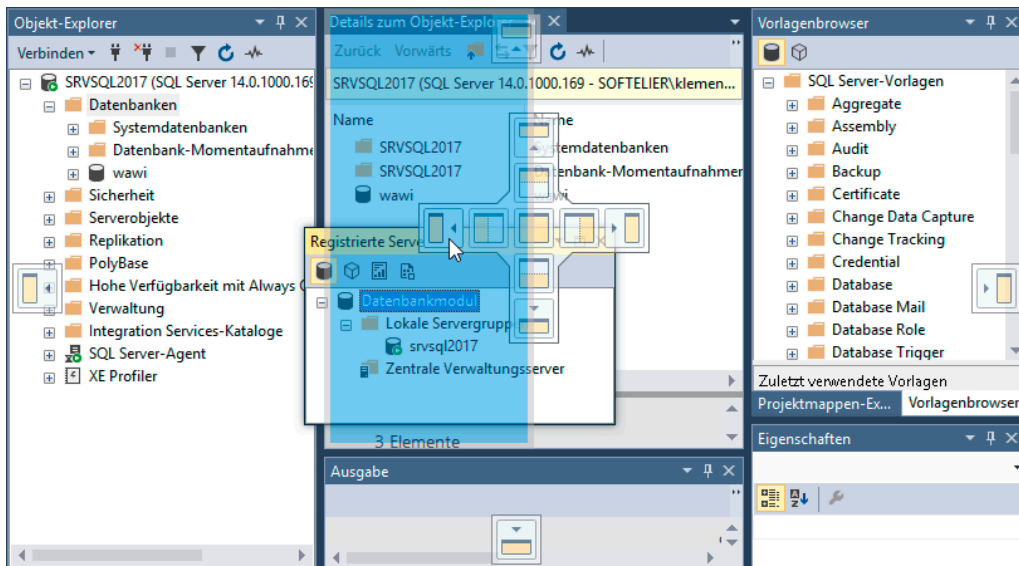 Objekt-Explorer
Verbinden
SRVSQL2017 (SQL Server 14.0.1000.169
Datenbanken
Systemdatenbanken
Datenbank-Momentaufnahme
wawi
Sicherheit
Serverobjekte
Replikation
PolyBase
Hohe Verfügbarkeit mit Always
Verwaltung
Integration Services-Kataloge
SQL Server-Agent
XE Profiler
Details zum Objekt-Explorer
Zurück Vorwärts
SRVSQL2017 (SQL Server 14.0.1000.169 - SOFTELIER\klemen...
Name
SRVSQL2017 Systemdatenbanken
SRVSQL2017 Datenbank-Momentaufnahmen
wawi wawi
Registrierte Server
Datenbankmodul
Lokale Servergruppe
srvsql2017
Zentrale Verwaltungsserver
3 Elemente
Ausgabe
Vorlagenbrowser
SQL Server-Vorlagen
Aggregate
Assembly
Audit
Backup
Certificate
Change Data Capture
Change Tracking
Credential
Database
Database Mail
Database Role
Database Trigger
Zuletzt verwendete Vorlagen
Projektmappen-Ex... Vorlagenbrowser
Eigenschaften